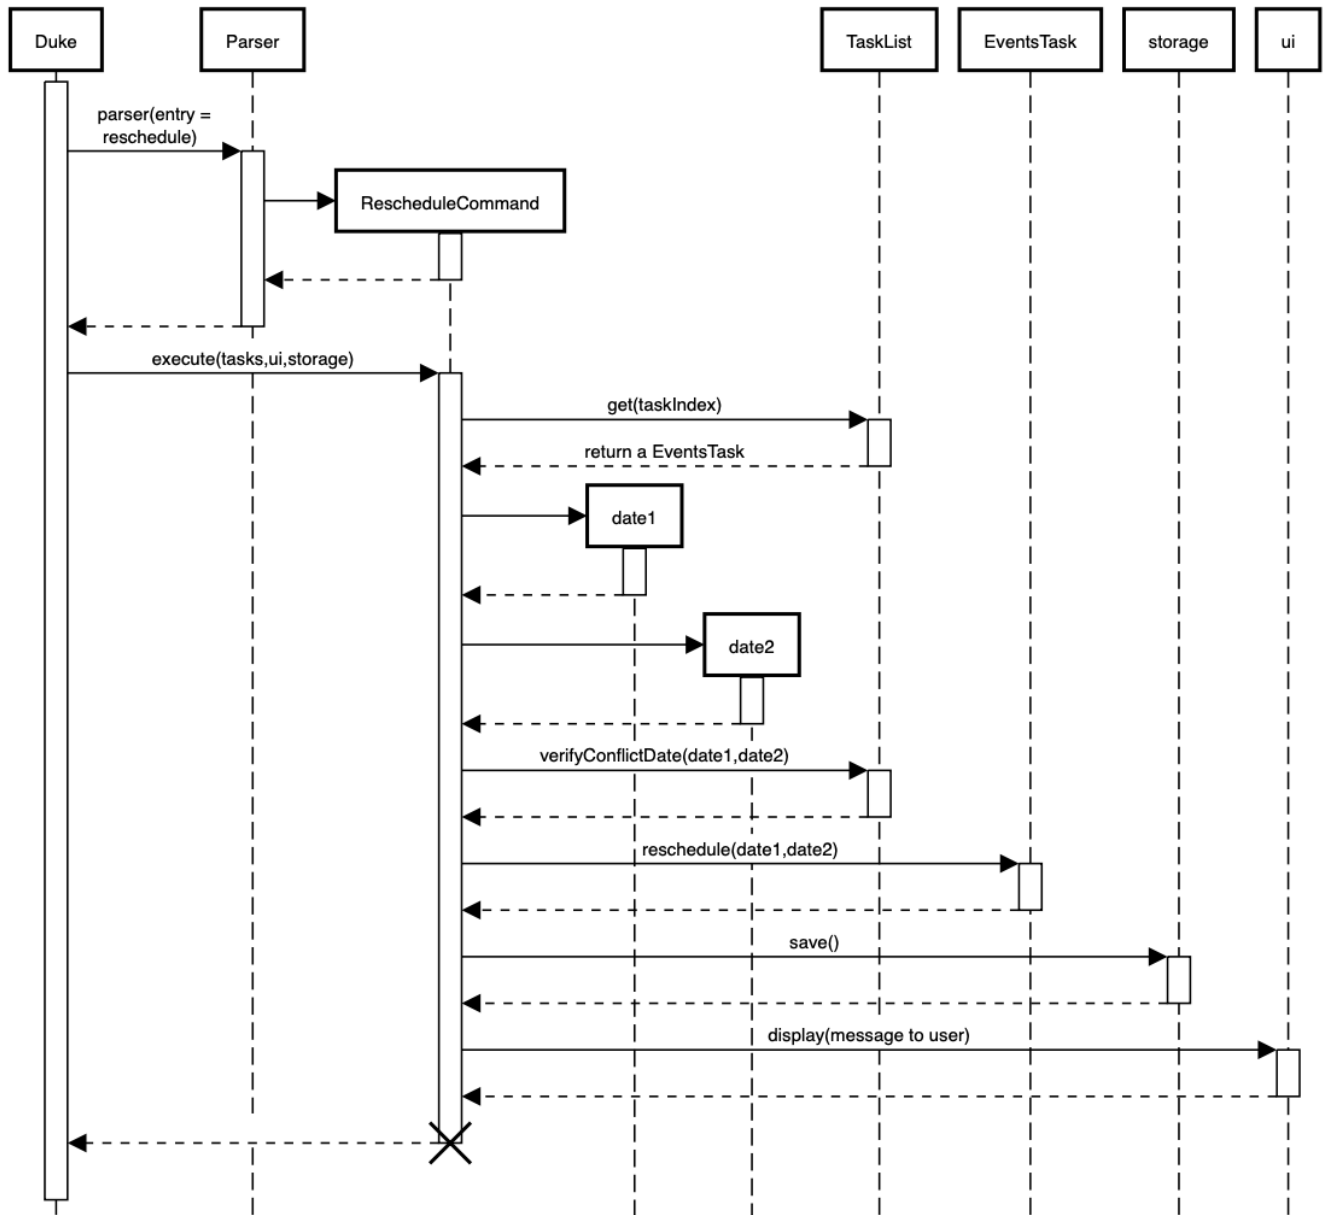 Duke
Parser
TaskList
EventsTask
storage
ui
parser(entry =
reschedule)
RescheduleCommand
execute(tasks,ui,storage)
get(taskIndex)
return a EventsTask
date1
date2
verifyConflictDate(date1,date2)
reschedule(date1,date2)
save()
display(message to user)